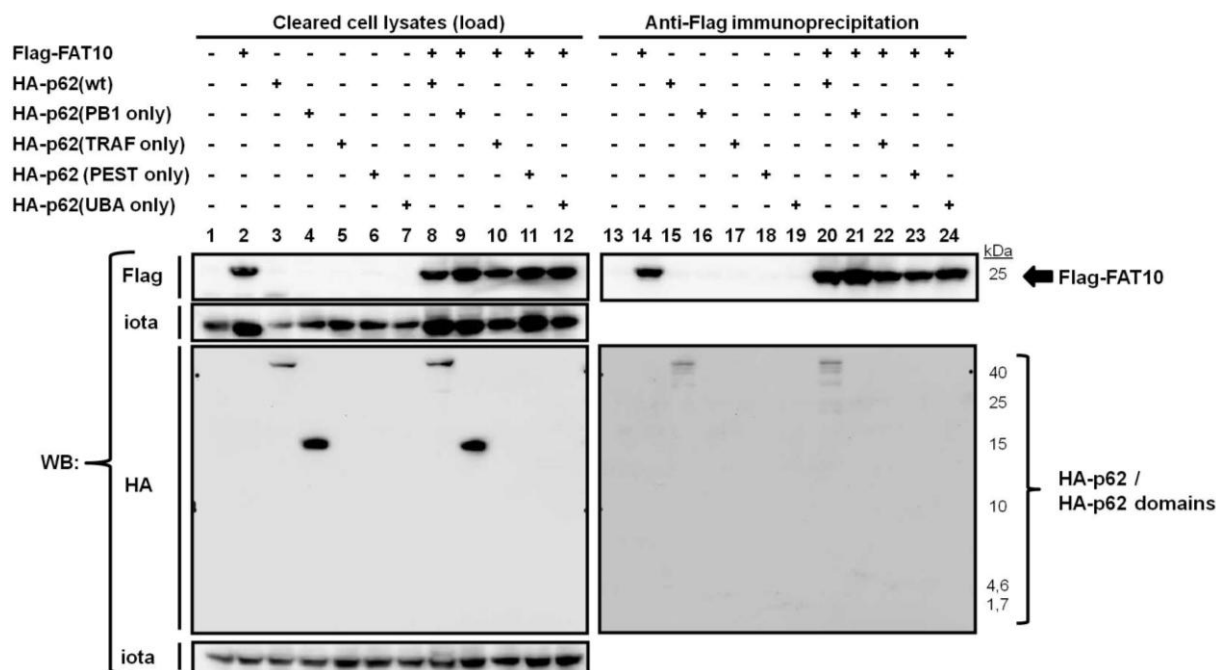 Cleared cell lysates (load) Anti-Flag immunoprecipitation
Flag-FAT10 - + - - - - - + + + + + - + - - - - - + + + + +
HA-p62(wt) - - + - - - - + - - - - - - + - - - - + - - - -
HA-p62(PB1 only) - - - + - - - - + - - - - - - + - - - - + - - -
HA-p62(TRAF only) - - - - + - - - - + - - - - - - + - - - - + - -
HA-p62 (PEST only) - - - - - + - - - - + - - - - - - + - - - - + -
HA-p62(UBA only) - - - - - - + - - - - + - - - - - - + - - - - +
1 2 3 4 5 6 7 8 9 10 11 12 13 14 15 16 17 18 19 20 21 22 23 24
kDa
Flag 25 Flag-FAT10
iota
40
25
15
WB: HA HA-p62 /
10 HA-p62 domains
4,6
1,7
iota